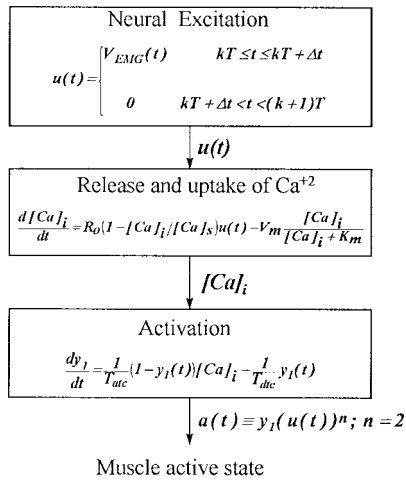 Neural Excitation
V_EMG(t) kT ≤ t ≤ kT + Δt
u(t) = {
0 kT + Δt < t < (k + 1)T
u(t)
Release and uptake of Ca⁺²
d[Ca]_i/dt = R_o(1 - [Ca]_i/[Ca]_s)u(t) - V_m [Ca]_i/([Ca]_i + K_m)
[Ca]_i
Activation
dy_1/dt = 1/T_atc (1 - y_1(t))[Ca]_i - 1/T_dtc y_1(t)
a(t) ≡ y_1(u(t))ⁿ; n = 2
Muscle active state